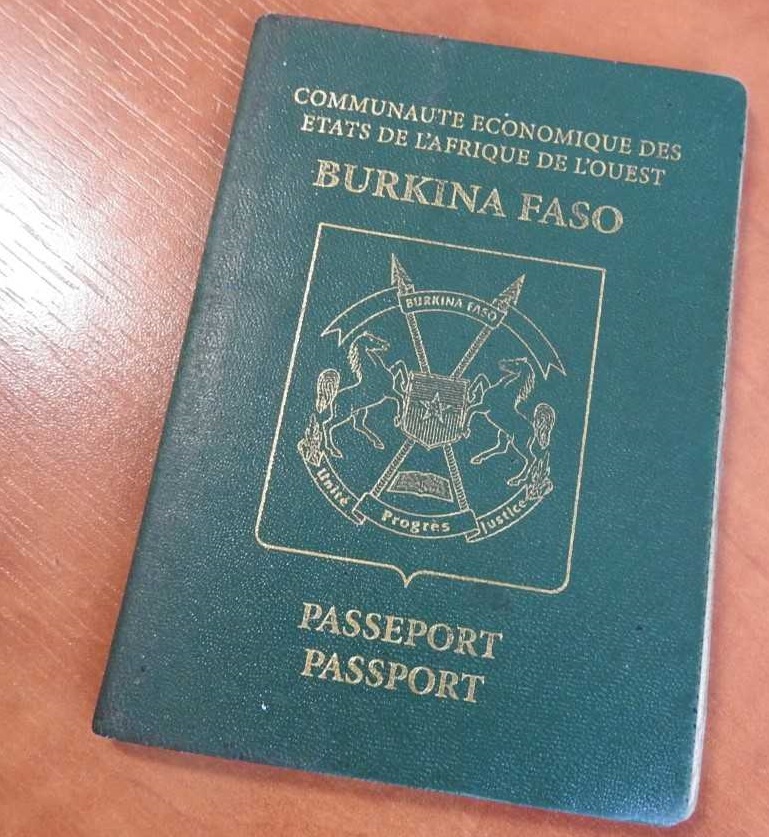 COMMUNAUTE ECONOMIQUE DES
ETATS DE L'AFRIQUE DE L'OUEST
BURKINA FASO
BURKINA FASO
Unité
Progrès
Justice
PASSEPORT
PASSPORT